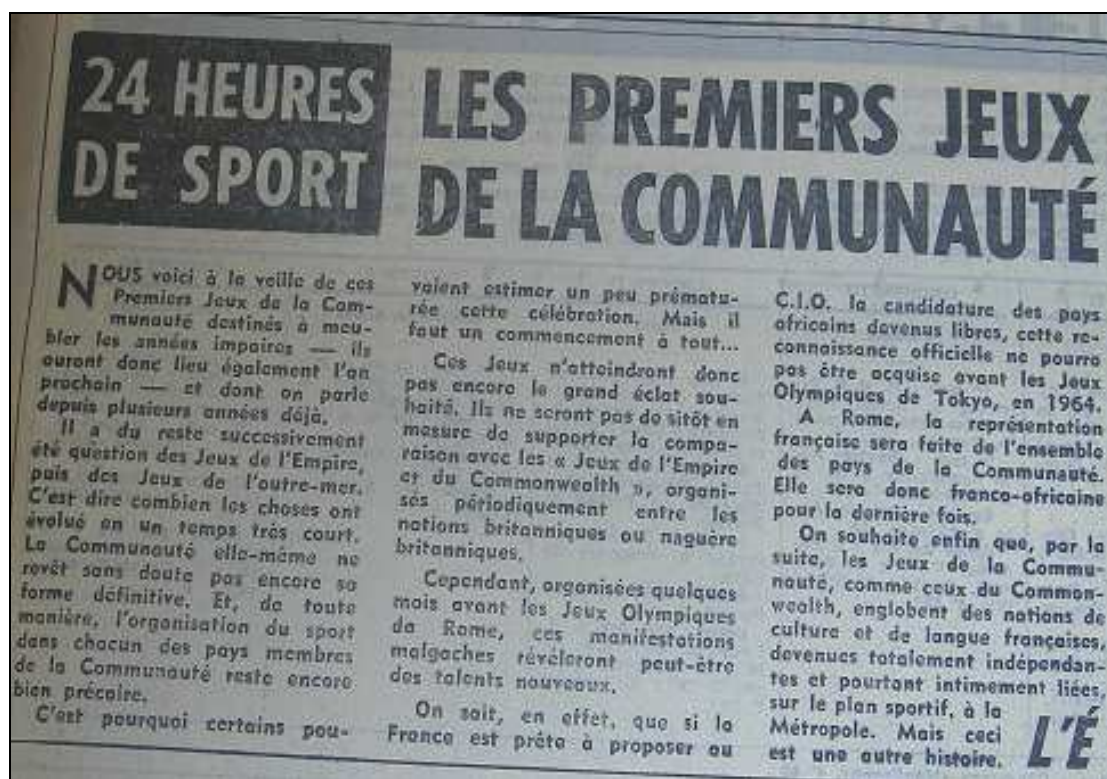 24 HEURES
DE SPORT
LES PREMIERS JEUX
DE LA COMMUNAUTÉ
NOUS voici à la veille de ces
Premiers Jeux de la Com-
munauté destinés à meu-
bler les années impaires — ils
auront donc lieu également l'an
prochain — et dont on parle
depuis plusieurs années déjà.
Il a du reste successivement
été question des Jeux de l'Empire,
puis des Jeux de l'outre-mer.
C'est dire combien les choses ont
évolué en un temps très court.
La Communauté elle-même ne
revêt sans doute pas encore sa
forme définitive. Et, de toute
manière, l'organisation du sport
dans chacun des pays membres
de la Communauté reste encore
bien précaire.
C'est pourquoi certains pou-
vaient estimer un peu prématu-
rée cette célébration. Mais il
faut un commencement à tout...
Ces Jeux n'atteindront donc
pas encore le grand éclat sou-
haité. Ils ne seront pas de sitôt en
mesure de supporter la compa-
raison avec les « Jeux de l'Empire
et du Commonwealth », organi-
sés périodiquement entre les
nations britanniques ou naguère
britanniques.
Cependant, organisées quelques
mois avant les Jeux Olympiques
de Rome, ces manifestations
malgaches révéleront peut-être
des talents nouveaux.
On sait, en effet, que si la
France est prête à proposer au
C.I.O. la candidature des pays
africains devenus libres, cette re-
connaissance officielle ne pourra
pas être acquise avant les Jeux
Olympiques de Tokyo, en 1964.
A Rome, la représentation
française sera faite de l'ensemble
des pays de la Communauté.
Elle sera donc franco-africaine
pour la dernière fois.
On souhaite enfin que, par la
suite, les Jeux de la Commu-
nauté, comme ceux du Common-
wealth, englobent des nations de
culture et de langue françaises,
devenues totalement indépendan-
tes et pourtant intimement liées,
sur le plan sportif, à la
Métropole. Mais ceci
est une autre histoire.
L'É